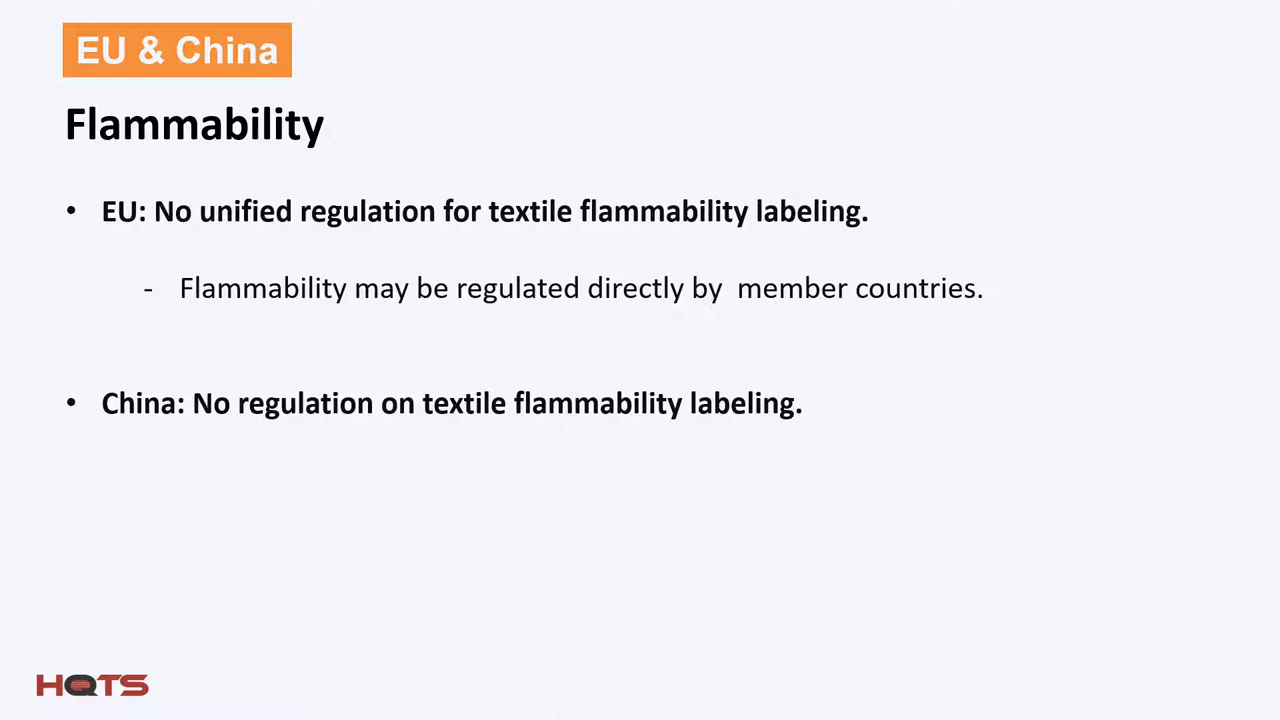 EU & China
Flammability
• EU: No unified regulation for textile flammability labeling.
- Flammability may be regulated directly by  member countries.
• China: No regulation on textile flammability labeling.
HQTS